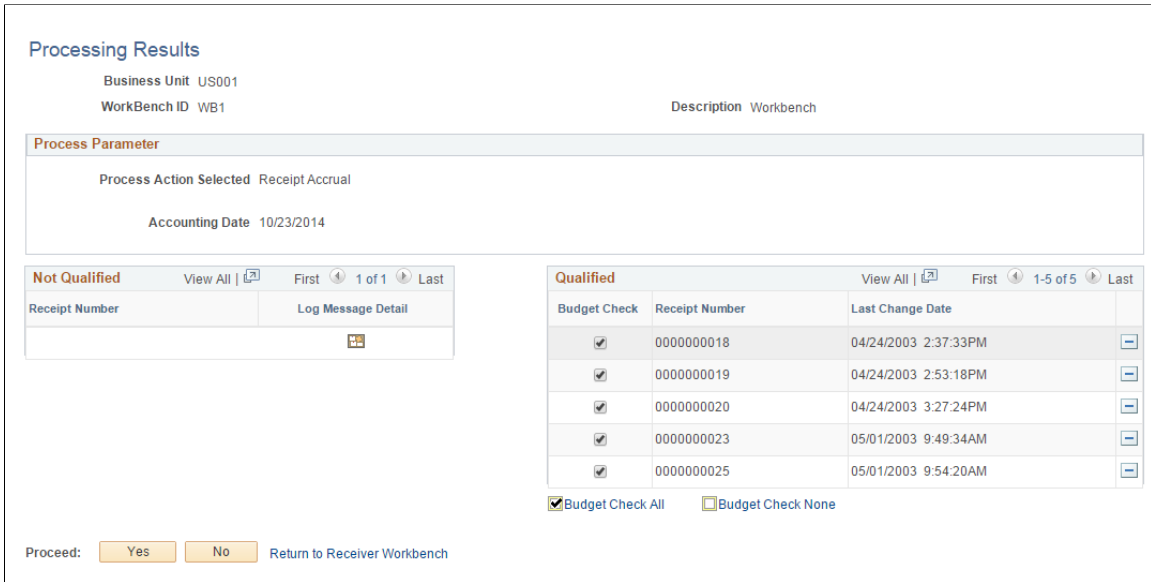 Processing Results
Business Unit US001
WorkBench ID WB1 Description Workbench
Process Parameter
Process Action Selected Receipt Accrual
Accounting Date 10/23/2014
Not Qualified View All | First 1 of 1 Last
Receipt Number Log Message Detail
Qualified View All | First 1-5 of 5 Last
Budget Check Receipt Number Last Change Date
0000000018 04/24/2003 2:37:33PM
0000000019 04/24/2003 2:53:18PM
0000000020 04/24/2003 3:27:24PM
0000000023 05/01/2003 9:49:34AM
0000000025 05/01/2003 9:54:20AM
Budget Check All Budget Check None
Proceed: Yes No Return to Receiver Workbench